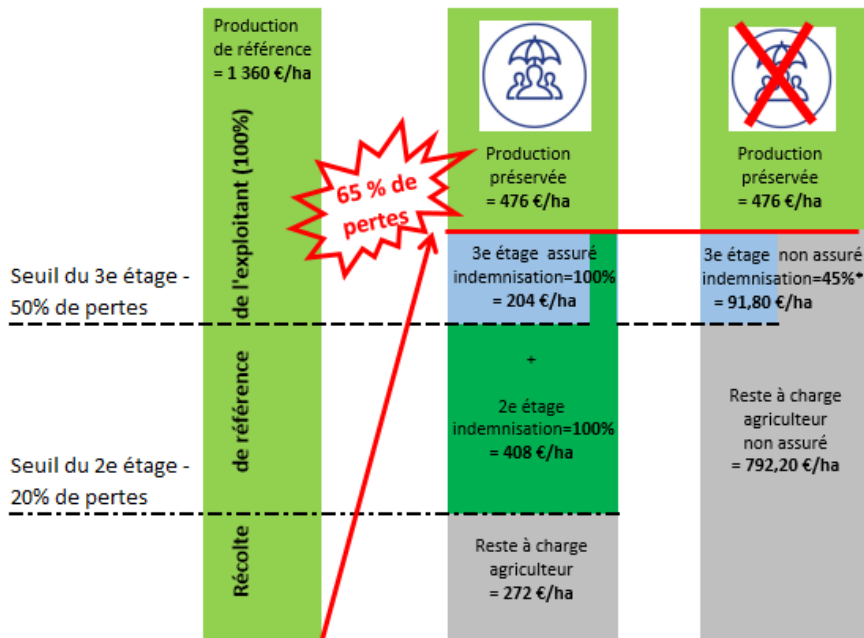 Production
de référence
= 1 360 €/ha
Récolte de référence de l'exploitant (100%)
65 % de
pertes
Seuil du 3e étage -
50% de pertes
Seuil du 2e étage -
20% de pertes
Production
préservée
= 476 €/ha
3e étage assuré
indemnisation=100%
= 204 €/ha
+
2e étage
indemnisation=100%
= 408 €/ha
Reste à charge
agriculteur
= 272 €/ha
Production
préservée
= 476 €/ha
3e étage non assuré
indemnisation=45%*
= 91,80 €/ha
Reste à charge
agriculteur
non assuré
= 792,20 €/ha